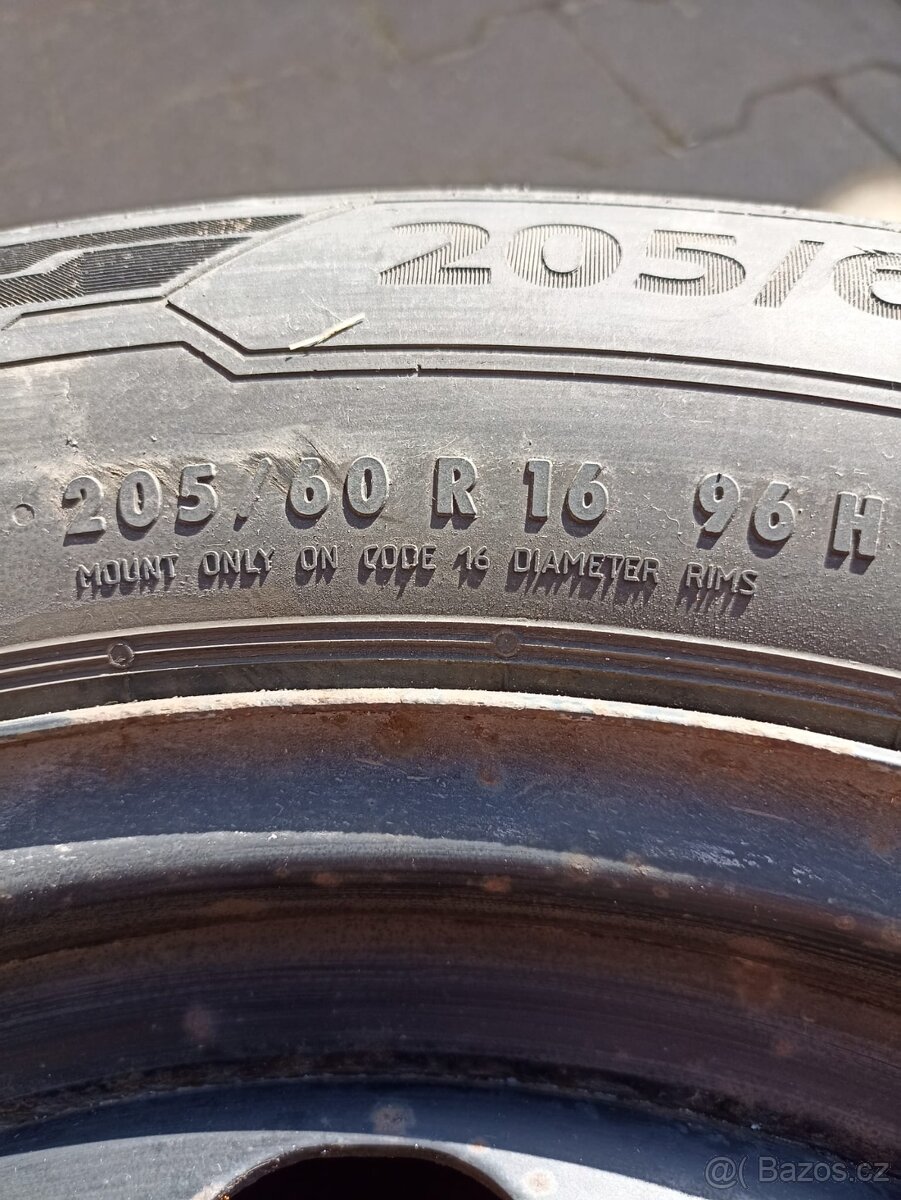 205/6
205/60 R 16 96 H
MOUNT ONLY ON CODE 16 DIAMETER RIMS
@( Bazos.cz